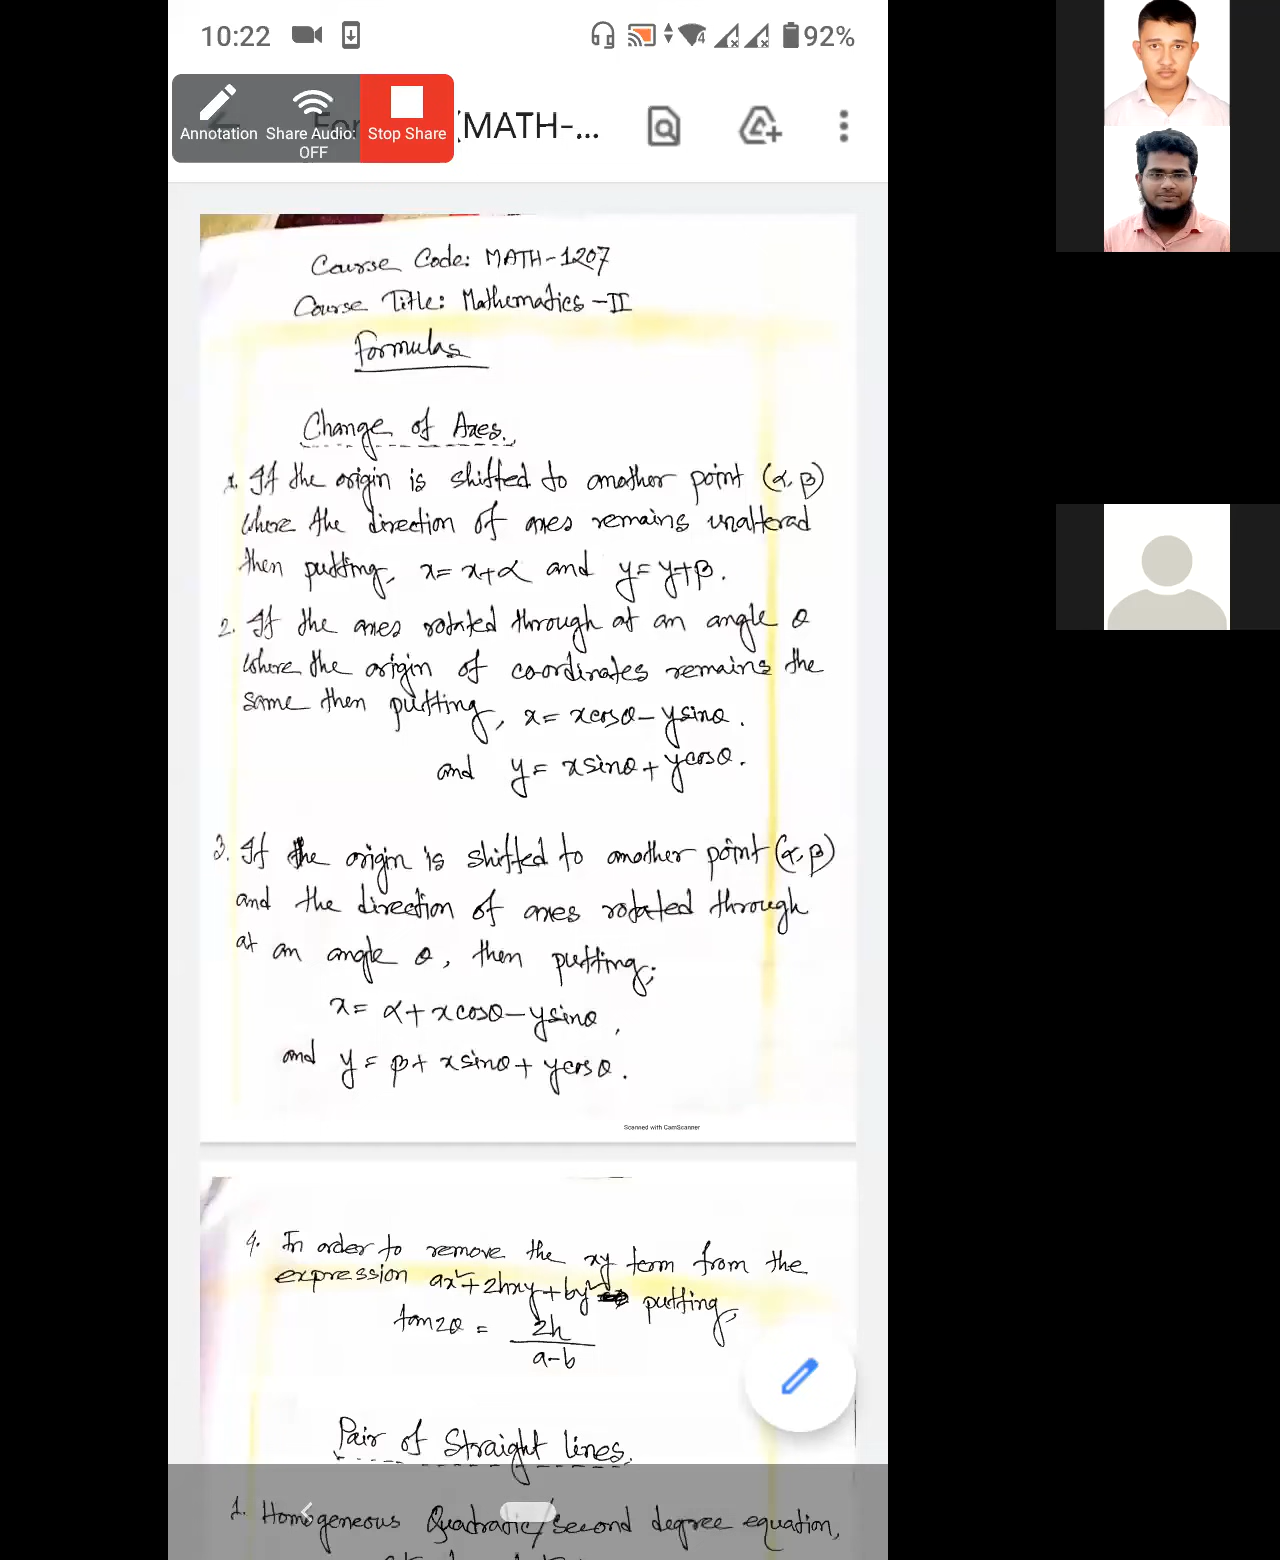 10:22
4
92%
Annotation
Share Audio:
OFF
Stop Share
(MATH-...
Course Code: MATH-1207
Course Title: Mathematics-II
Formulas
Change of Axes.
1. If the origin is shifted to another point (α, β)
where the direction of axes remains unaltered
then putting, x = x+α and y = y+β.
2. If the axes rotated through at an angle θ
where the origin of co-ordinates remains the
same then putting, x = xcosθ - ysinθ.
and y = xsinθ + ycosθ.
3. If the origin is shifted to another point (α, β)
and the direction of axes rotated through
at an angle θ, then putting;
x = α + xcosθ - ysinθ,
and y = β + xsinθ + ycosθ.
Scanned with CamScanner
4. In order to remove the xy term from the
expression ax²+2hxy+by² putting,
tan2θ = 2h
a-b
Pair of Straight lines.
1. Homogeneous Quadratic/second degree equation,